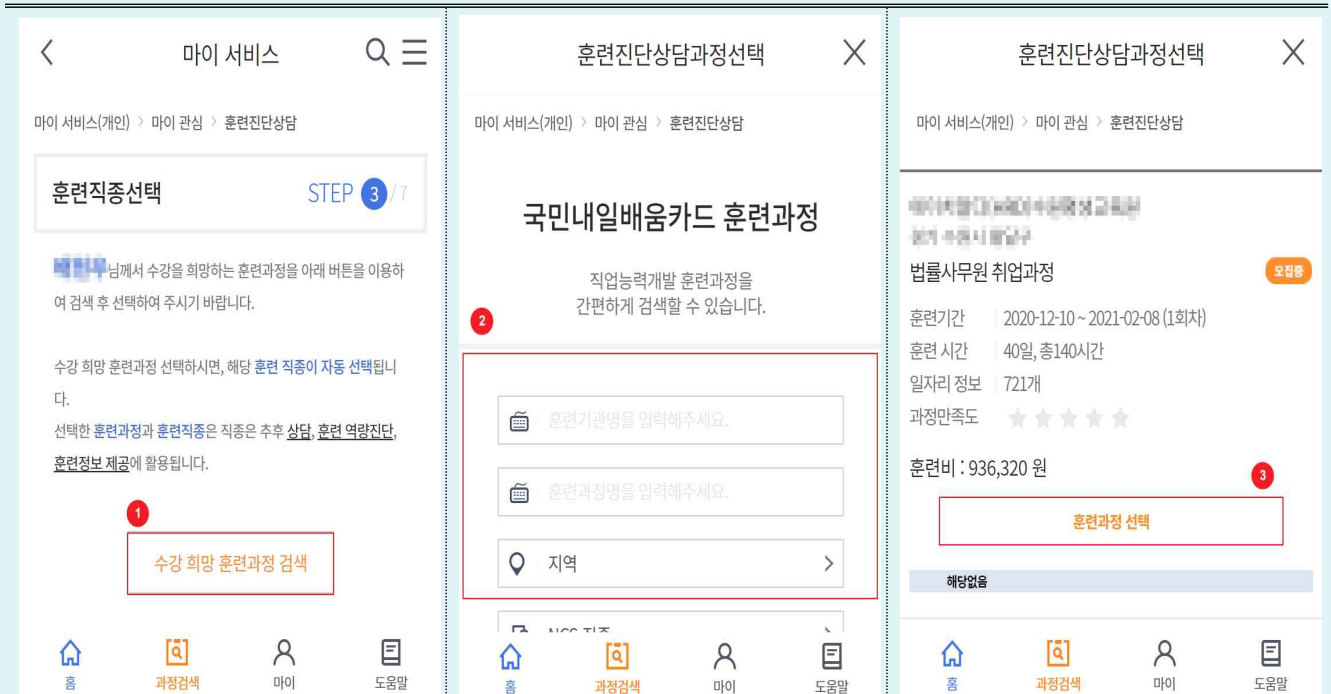 마이 서비스
마이 서비스(개인) > 마이 관심 > 훈련진단상담
훈련직종선택 STEP 3 / 7
님께서 수강을 희망하는 훈련과정을 아래 버튼을 이용하
여 검색 후 선택하여 주시기 바랍니다.
수강 희망 훈련과정 선택하시면, 해당 훈련 직종이 자동 선택됩니
다.
선택한 훈련과정과 훈련직종은 직종은 추후 상담, 훈련 역량진단,
훈련정보 제공에 활용됩니다.
1
수강 희망 훈련과정 검색
홈 과정검색 마이 도움말
훈련진단상담과정선택
마이 서비스(개인) > 마이 관심 > 훈련진단상담
국민내일배움카드 훈련과정
직업능력개발 훈련과정을
간편하게 검색할 수 있습니다.
2
훈련기관명을 입력해주세요.
훈련과정명을 입력해주세요.
지역
NCS 직종
홈 과정검색 마이 도움말
훈련진단상담과정선택
마이 서비스(개인) > 마이 관심 > 훈련진단상담
법률사무원 취업과정 모집중
훈련기간 2020-12-10 ~ 2021-02-08 (1회차)
훈련 시간 40일, 총140시간
일자리 정보 721개
과정만족도
훈련비 : 936,320 원
3
훈련과정 선택
해당없음
홈 과정검색 마이 도움말